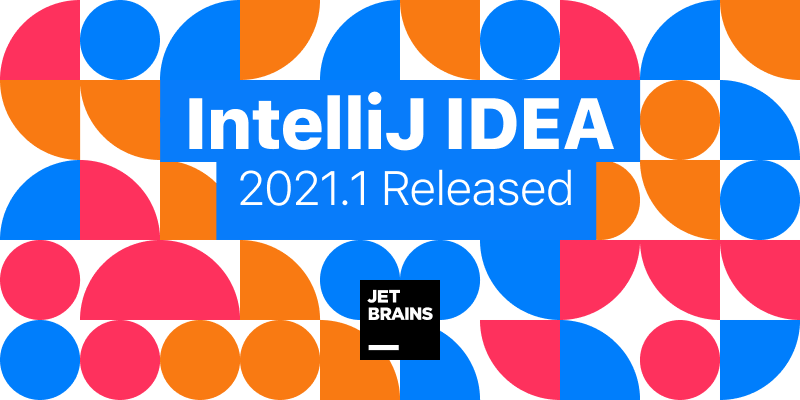 IntelliJ IDEA
2021.1 Released
JET
BRAINS